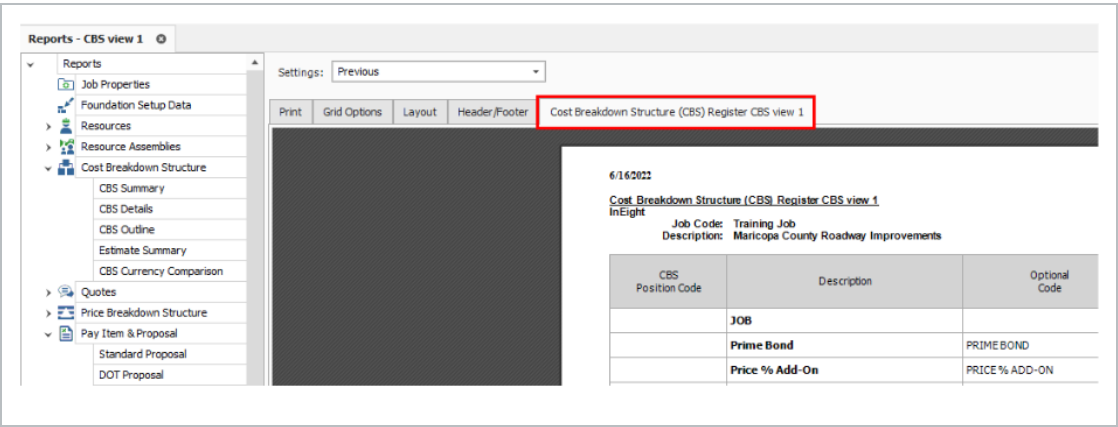 Reports - CBS view 1
Reports
Job Properties
Foundation Setup Data
Resources
Resource Assemblies
Cost Breakdown Structure
CBS Summary
CBS Details
CBS Outline
Estimate Summary
CBS Currency Comparison
Quotes
Price Breakdown Structure
Pay Item & Proposal
Standard Proposal
DOT Proposal
Settings: Previous
Print Grid Options Layout Header/Footer Cost Breakdown Structure (CBS) Register CBS view 1
6/16/2022
Cost Breakdown Structure (CBS) Register CBS view 1
InEight
Job Code: Training Job
Description: Maricopa County Roadway Improvements
CBS Position Code Description Optional Code
JOB
Prime Bond PRIMEBOND
Price % Add-On PRICE % ADD-ON